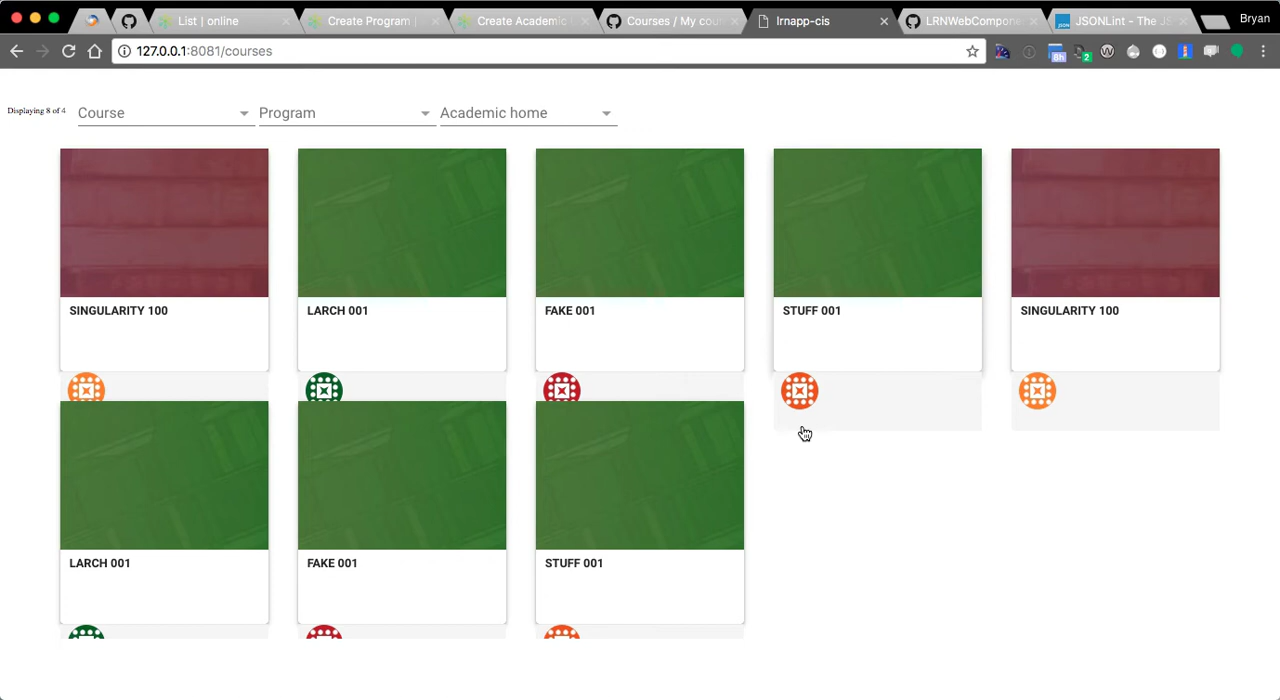 List | online
Create Program |
Create Academic
Courses / My cou
lrnapp-cis
LRNWebCompone
JSONLint - The JS
Bryan
127.0.0.1:8081/courses
8h
2
Displaying 8 of 4
Course
Program
Academic home
SINGULARITY 100
LARCH 001
FAKE 001
STUFF 001
SINGULARITY 100
LARCH 001
FAKE 001
STUFF 001